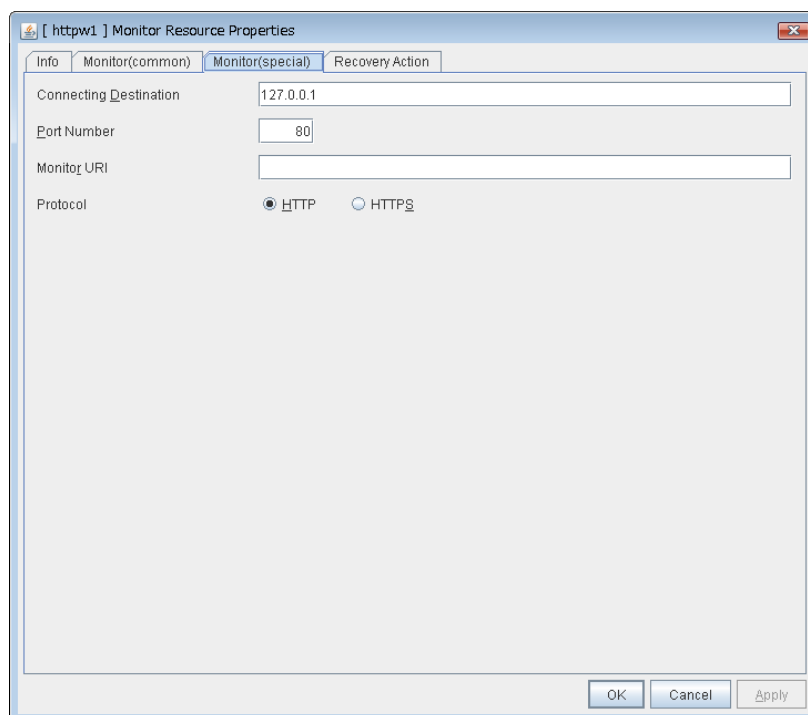 [ httpw1 ] Monitor Resource Properties
Info Monitor(common) Monitor(special) Recovery Action
Connecting Destination 127.0.0.1
Port Number 80
Monitor URI
Protocol HTTP HTTPS
OK Cancel Apply